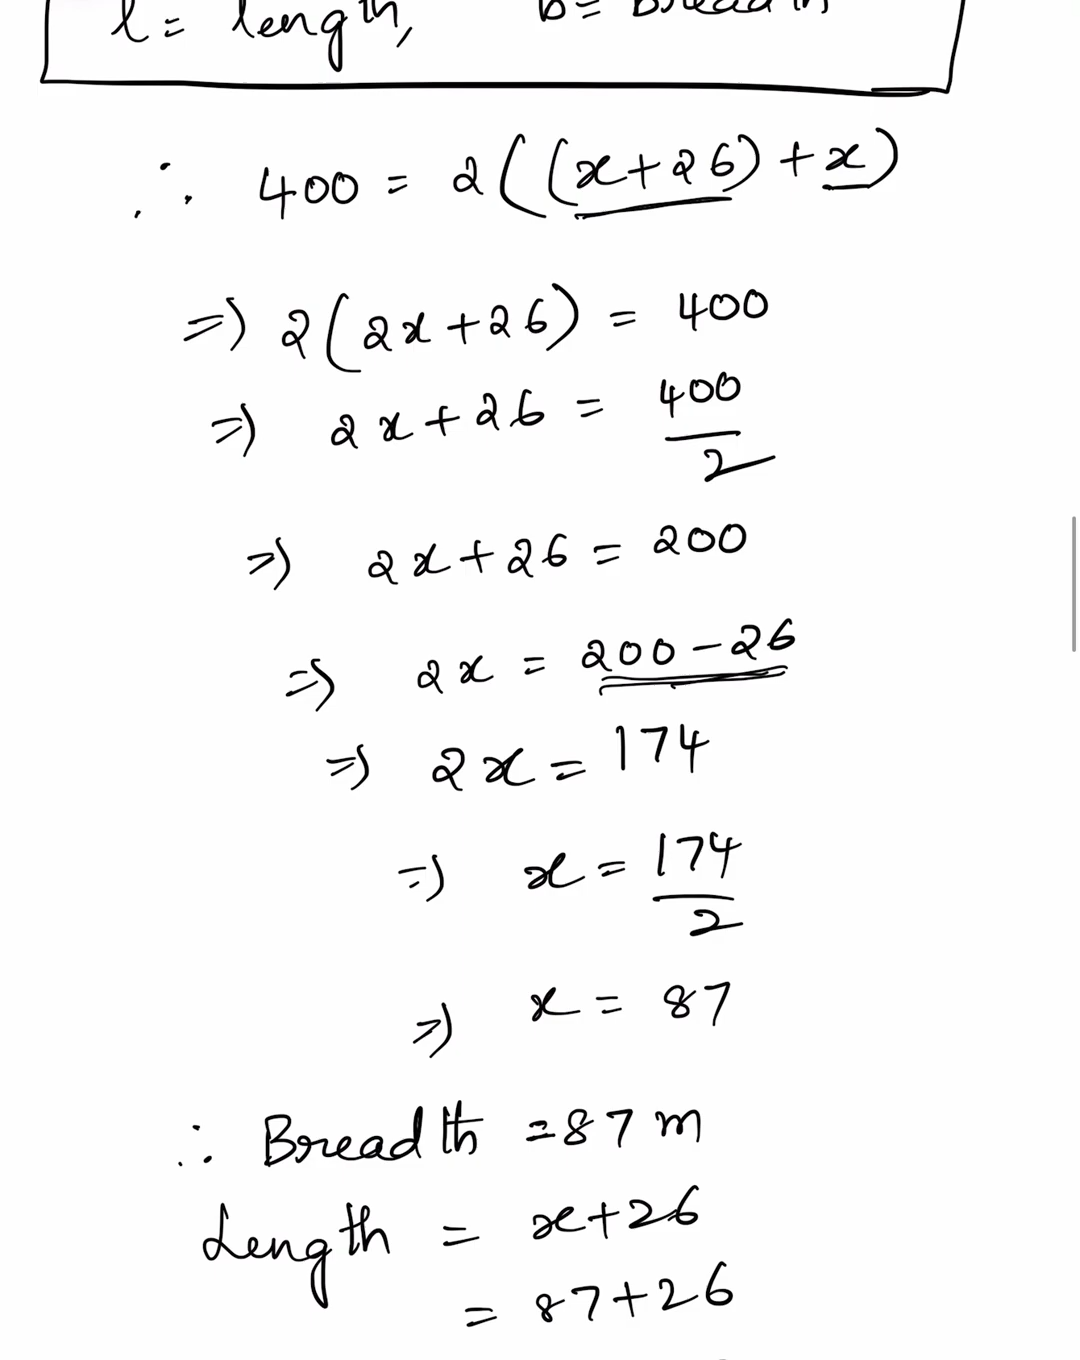 l = length, b = Breadth
∴ 400 = 2((x+26)+x)
⇒ 2(2x+26) = 400
⇒ 2x+26 = 400/2
⇒ 2x+26 = 200
⇒ 2x = 200-26
⇒ 2x = 174
⇒ x = 174/2
⇒ x = 87
∴ Breadth = 87 m
Length = x+26
= 87+26